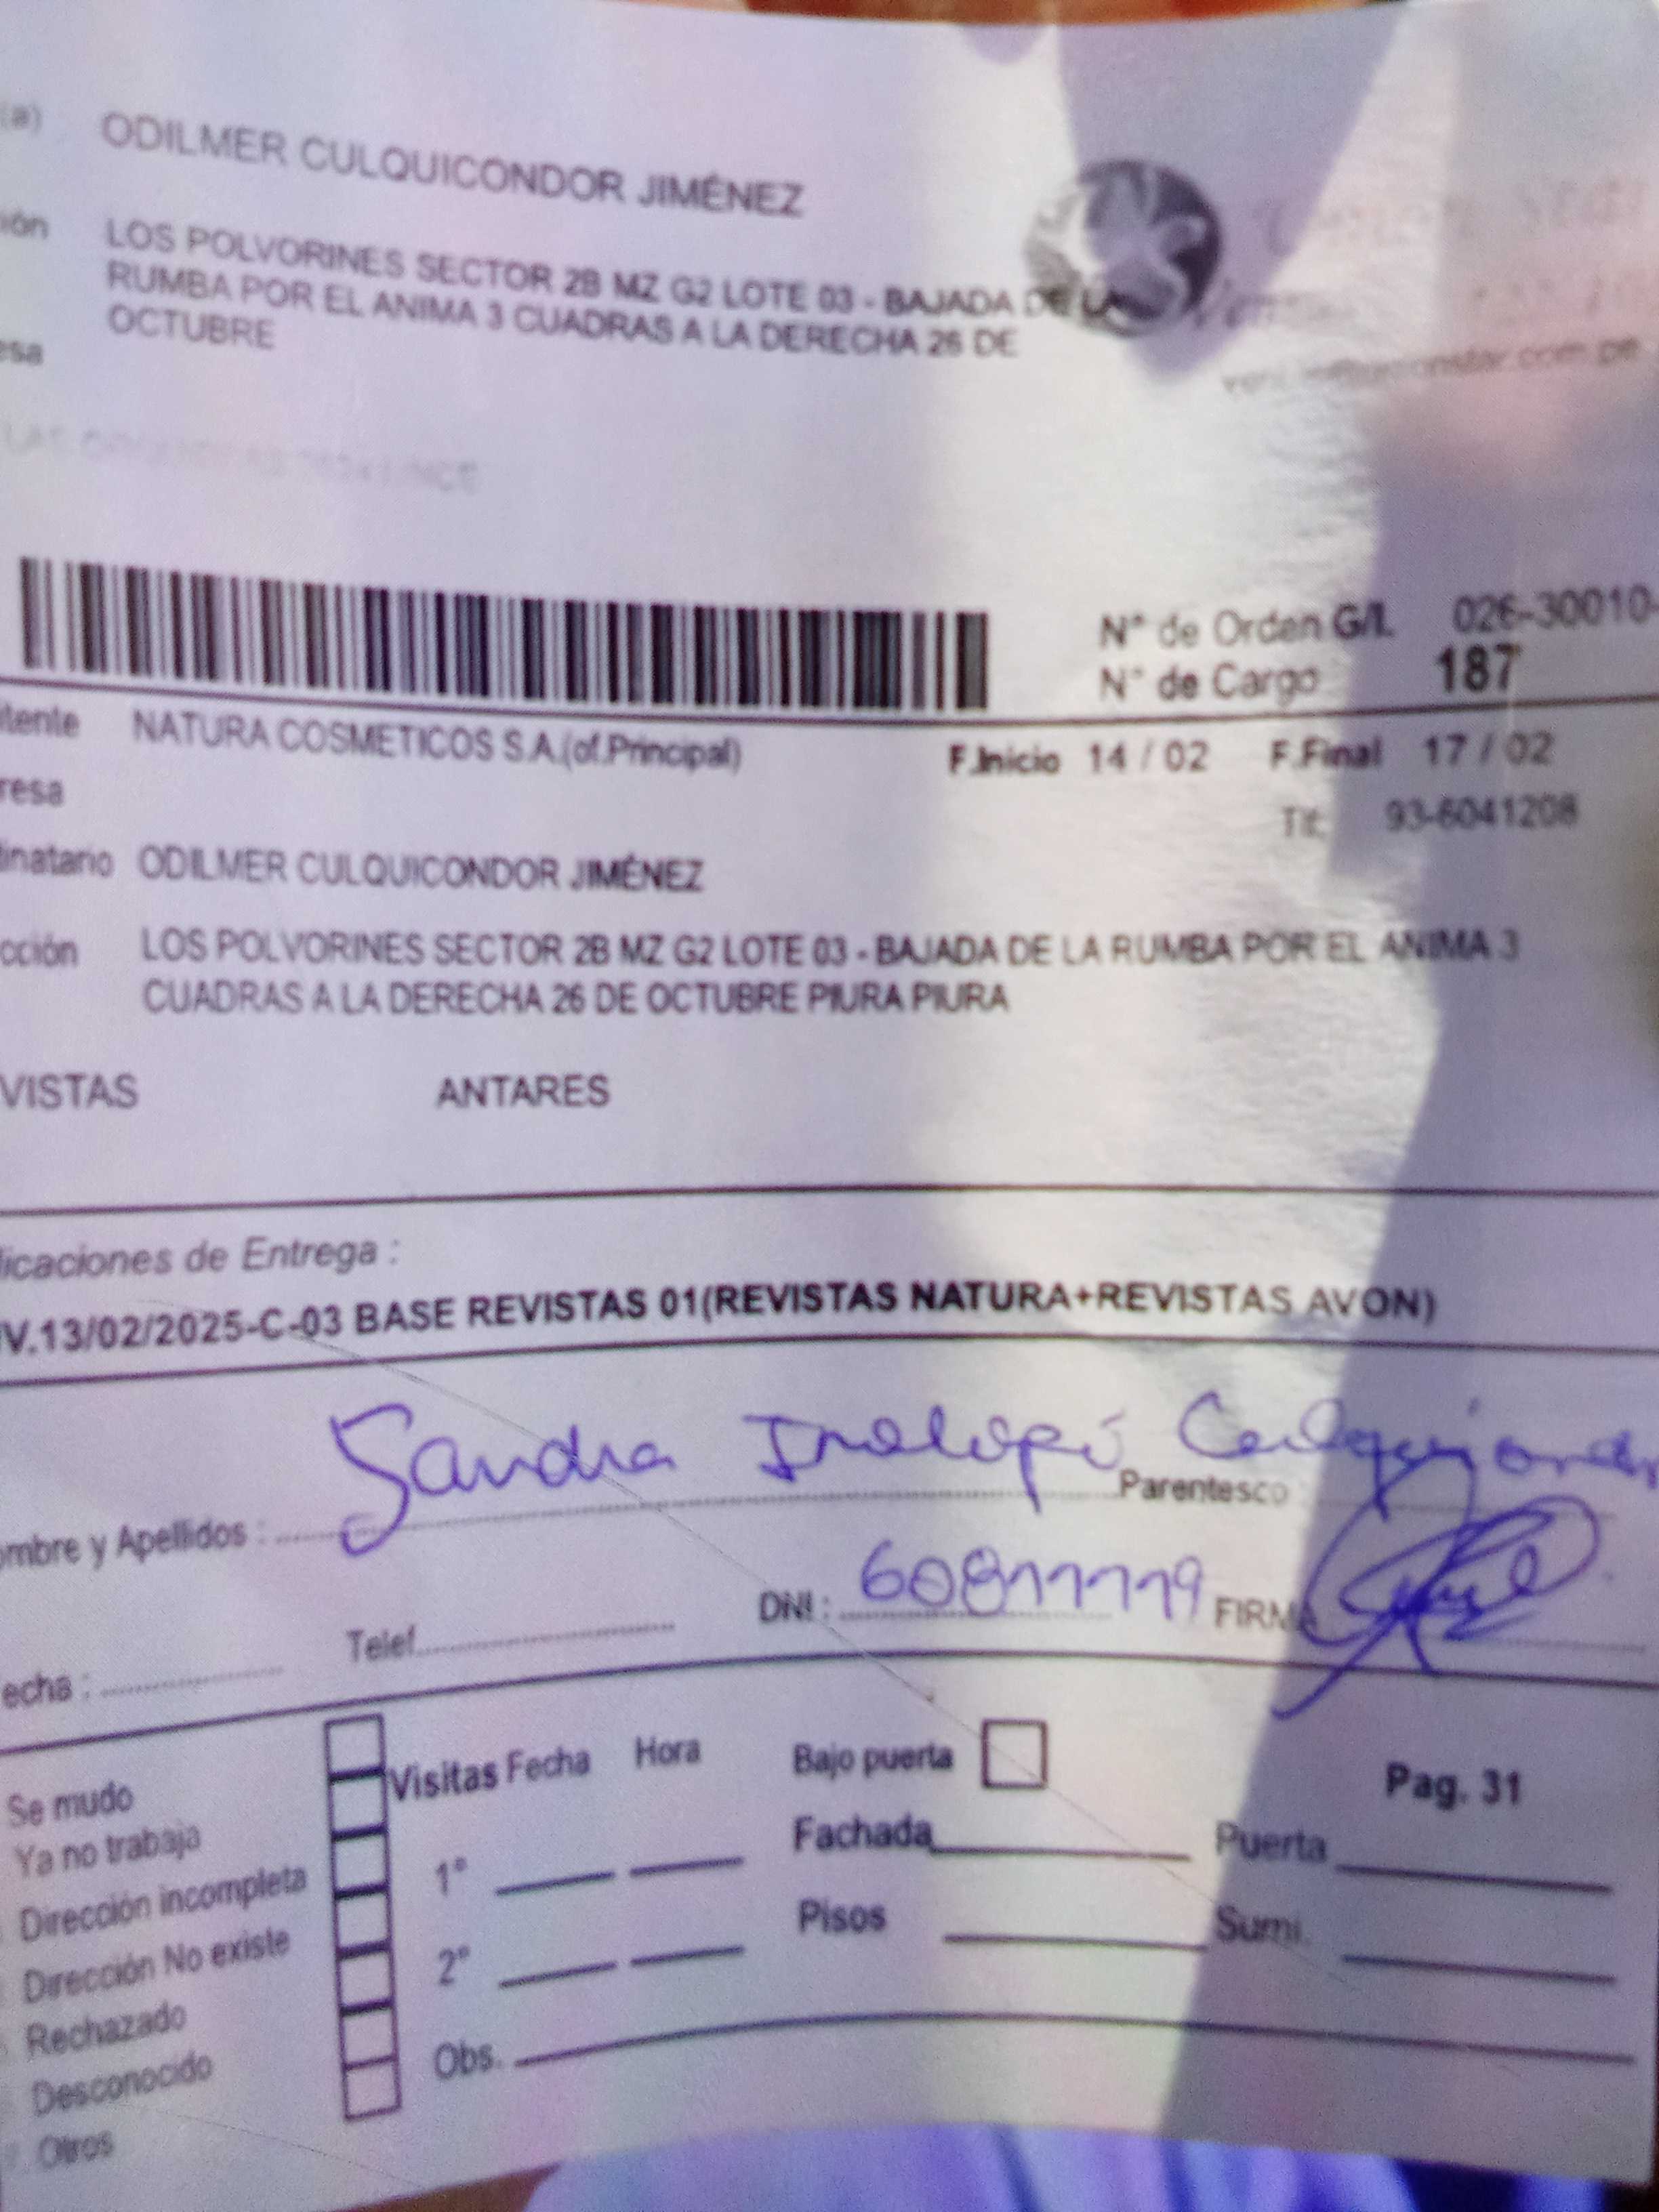 (a) ODILMER CULQUICONDOR JIMÉNEZ
ión LOS POLVORINES SECTOR 2B MZ G2 LOTE 03 - BAJADA DE LA
RUMBA POR EL ANIMA 3 CUADRAS A LA DERECHA 26 DE
OCTUBRE
esa
N° de Orden G/L 026-30010-
N° de Cargo 187
itente NATURA COSMETICOS S.A.(of.Principal) F.Inicio 14 / 02 F.Final 17 / 02
resa Tlf. 93-6041208
tinatario ODILMER CULQUICONDOR JIMÉNEZ
cción LOS POLVORINES SECTOR 2B MZ G2 LOTE 03 - BAJADA DE LA RUMBA POR EL ANIMA 3
CUADRAS A LA DERECHA 26 DE OCTUBRE PIURA PIURA
VISTAS ANTARES
licaciones de Entrega :
V.13/02/2025-C-03 BASE REVISTAS 01(REVISTAS NATURA+REVISTAS AVON)
Sandra
ombre y Apellidos : Parentesco :
echa : Telef. DNI : FIRMA
Se mudo Visitas Fecha Hora Bajo puerta Pag. 31
Ya no trabaja Fachada Puerta
Dirección incompleta 1°
Dirección No existe Pisos Sumi.
Rechazado 2°
Desconocido Obs.
Otros